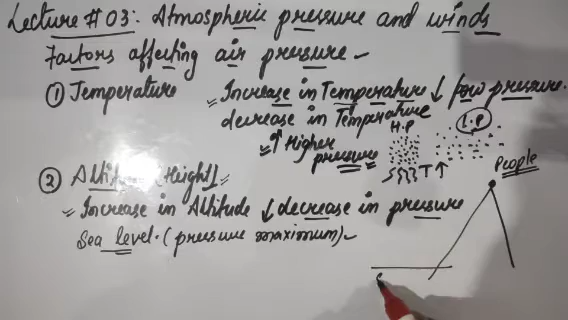 Lecture # 03: Atmospheric pressure and winds
Factors affecting air pressure
① Temperature
Increase in Temperature ↓ low pressure.
decrease in Temperature
↑ Higher pressure
H.P
L.P
T↑
② Altitude (Height)
Increase in Altitude ↓ decrease in pressure
Sea level. (pressure maximum)
People